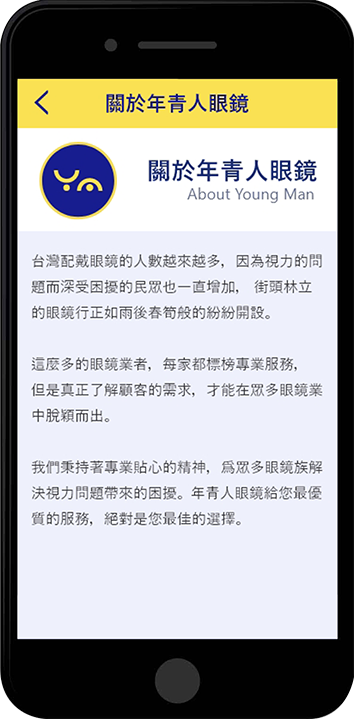 關於年青人眼鏡
關於年青人眼鏡
About Young Man
台灣配戴眼鏡的人數越來越多，因為視力的問
題而深受困擾的民眾也一直增加， 街頭林立
的眼鏡行正如雨後春筍般的紛紛開設。
這麼多的眼鏡業者，每家都標榜專業服務，
但是真正了解顧客的需求，才能在眾多眼鏡業
中脫穎而出。
我們秉持著專業貼心的精神，爲眾多眼鏡族解
決視力問題帶來的困擾。年青人眼鏡給您最優
質的服務，絕對是您最佳的選擇。